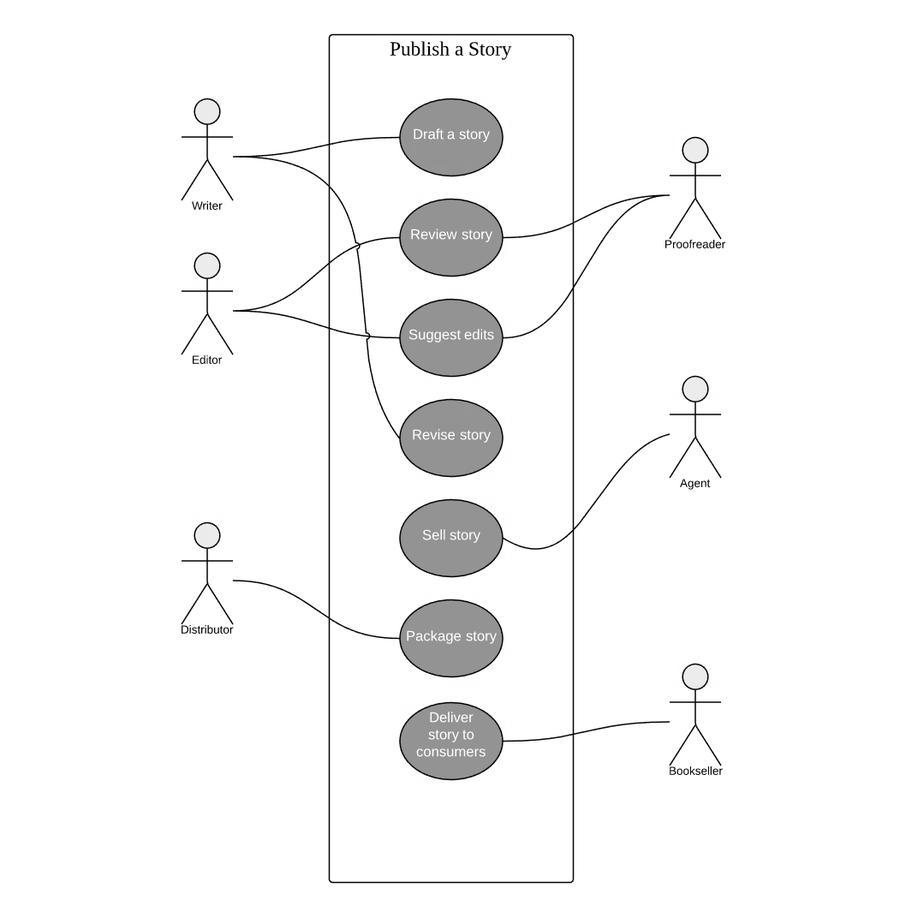 Publish a Story
Draft a story
Writer
Review story
Proofreader
Suggest edits
Editor
Revise story
Agent
Sell story
Distributor
Package story
Deliver
story to
consumers
Bookseller